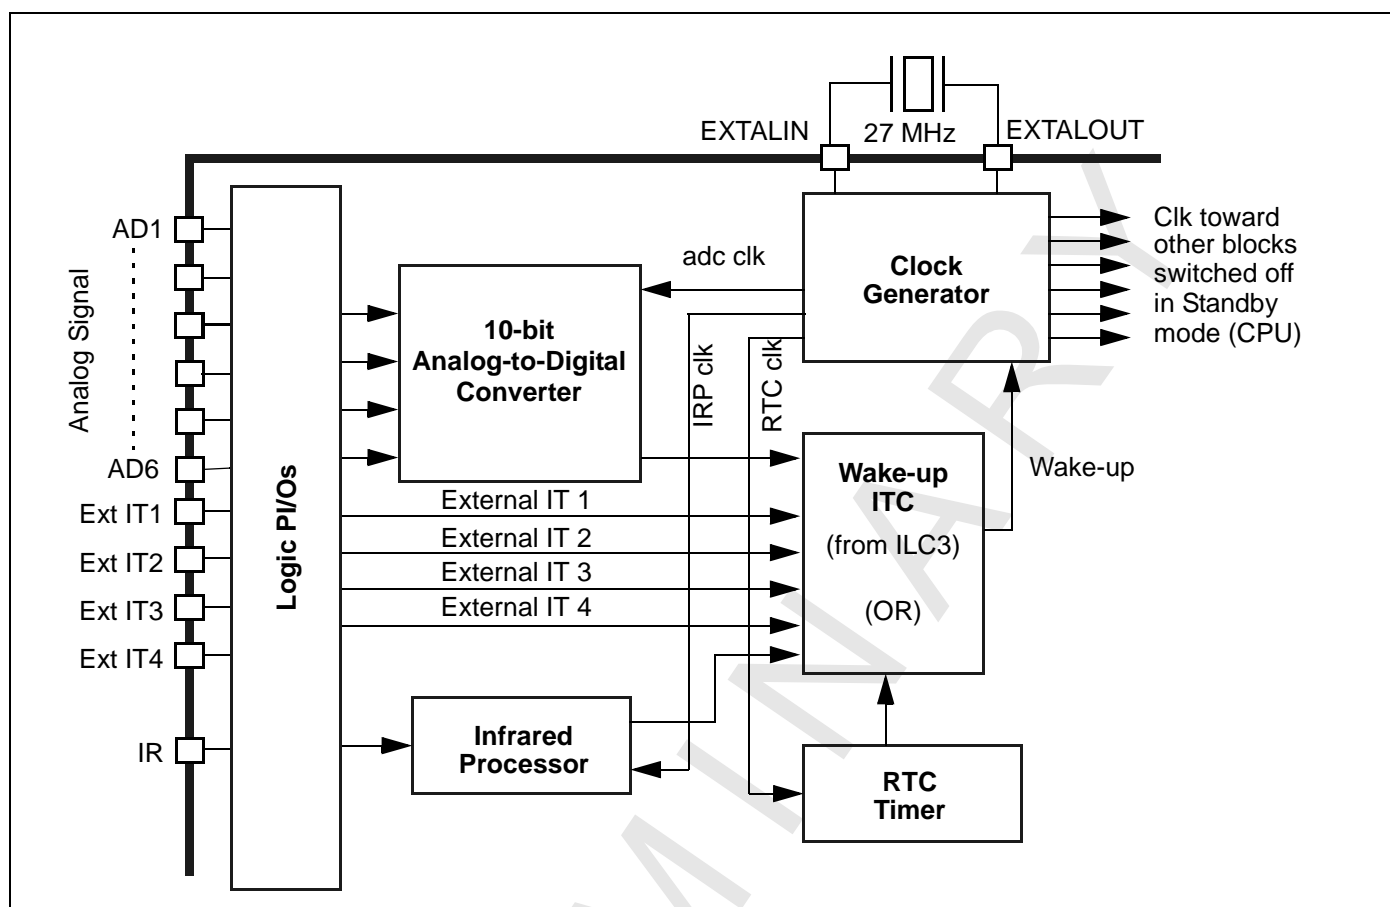 EXTALIN
27 MHz
EXTALOUT
AD1
Analog Signal
AD6
Ext IT1
Ext IT2
Ext IT3
Ext IT4
IR
Logic PI/Os
10-bit
Analog-to-Digital
Converter
adc clk
IRP clk
RTC clk
Clock
Generator
Clk toward
other blocks
switched off
in Standby
mode (CPU)
External IT 1
External IT 2
External IT 3
External IT 4
Wake-up
ITC
(from ILC3)
(OR)
Wake-up
Infrared
Processor
RTC
Timer
MINARY